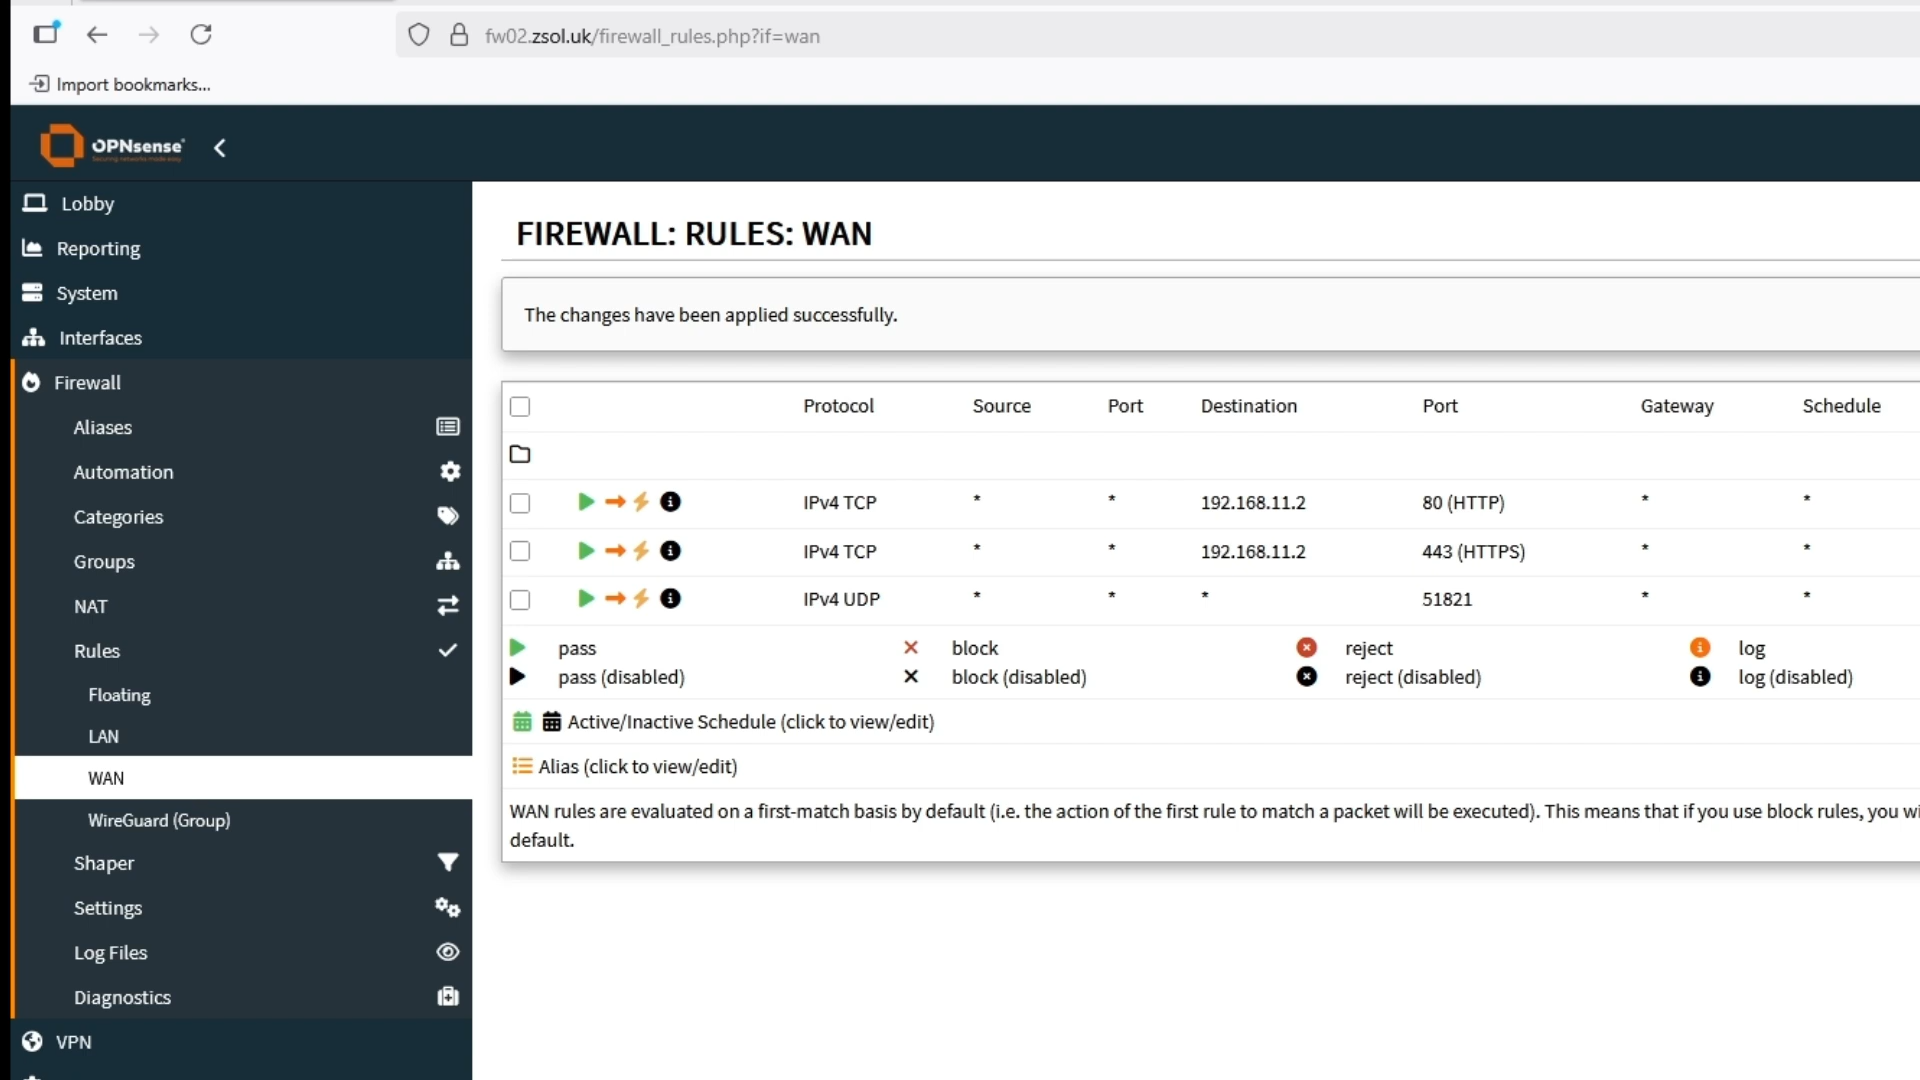 fw02.zsol.uk/firewall_rules.php?if=wan
Import bookmarks...
OPNsense
Securing networks made easy
Lobby
Reporting
System
Interfaces
Firewall
Aliases
Automation
Categories
Groups
NAT
Rules
Floating
LAN
WAN
WireGuard (Group)
Shaper
Settings
Log Files
Diagnostics
VPN
FIREWALL: RULES: WAN
The changes have been applied successfully.
Protocol Source Port Destination Port Gateway Schedule
IPv4 TCP * * 192.168.11.2 80 (HTTP) * *
IPv4 TCP * * 192.168.11.2 443 (HTTPS) * *
IPv4 UDP * * * 51821 * *
pass block reject log
pass (disabled) block (disabled) reject (disabled) log (disabled)
Active/Inactive Schedule (click to view/edit)
Alias (click to view/edit)
WAN rules are evaluated on a first-match basis by default (i.e. the action of the first rule to match a packet will be executed). This means that if you use block rules, you wi
default.